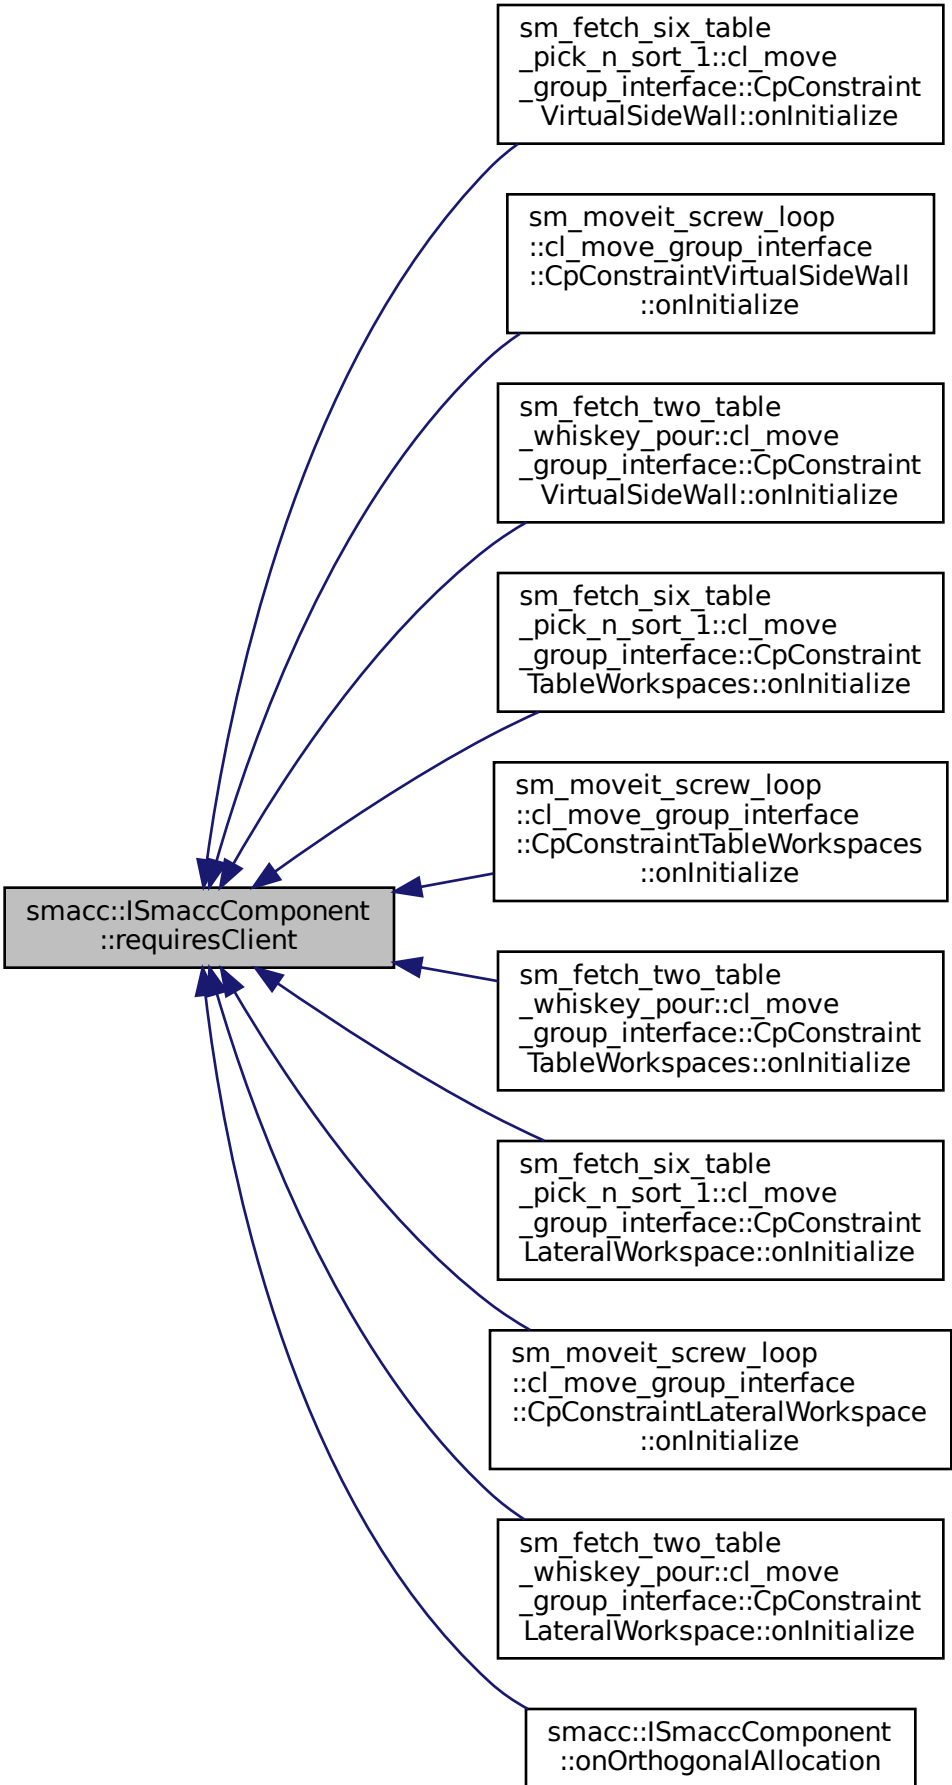 sm_fetch_six_table
_pick_n_sort_1::cl_move
_group_interface::CpConstraint
VirtualSideWall::onInitialize
sm_moveit_screw_loop
::cl_move_group_interface
::CpConstraintVirtualSideWall
::onInitialize
sm_fetch_two_table
_whiskey_pour::cl_move
_group_interface::CpConstraint
VirtualSideWall::onInitialize
sm_fetch_six_table
_pick_n_sort_1::cl_move
_group_interface::CpConstraint
TableWorkspaces::onInitialize
sm_moveit_screw_loop
::cl_move_group_interface
::CpConstraintTableWorkspaces
::onInitialize
smacc::ISmaccComponent
::requiresClient
sm_fetch_two_table
_whiskey_pour::cl_move
_group_interface::CpConstraint
TableWorkspaces::onInitialize
sm_fetch_six_table
_pick_n_sort_1::cl_move
_group_interface::CpConstraint
LateralWorkspace::onInitialize
sm_moveit_screw_loop
::cl_move_group_interface
::CpConstraintLateralWorkspace
::onInitialize
sm_fetch_two_table
_whiskey_pour::cl_move
_group_interface::CpConstraint
LateralWorkspace::onInitialize
smacc::ISmaccComponent
::onOrthogonalAllocation